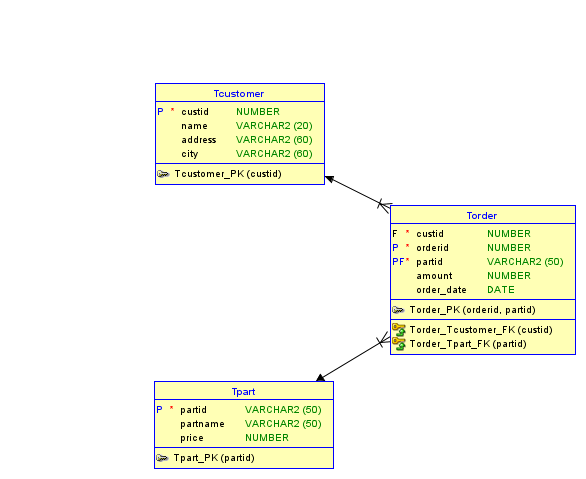 Tcustomer
P * custid NUMBER
name VARCHAR2 (20)
address VARCHAR2 (60)
city VARCHAR2 (60)
Tcustomer_PK (custid)
Torder
F * custid NUMBER
P * orderid NUMBER
PF* partid VARCHAR2 (50)
amount NUMBER
order_date DATE
Torder_PK (orderid, partid)
Torder_Tcustomer_FK (custid)
Torder_Tpart_FK (partid)
Tpart
P * partid VARCHAR2 (50)
partname VARCHAR2 (50)
price NUMBER
Tpart_PK (partid)